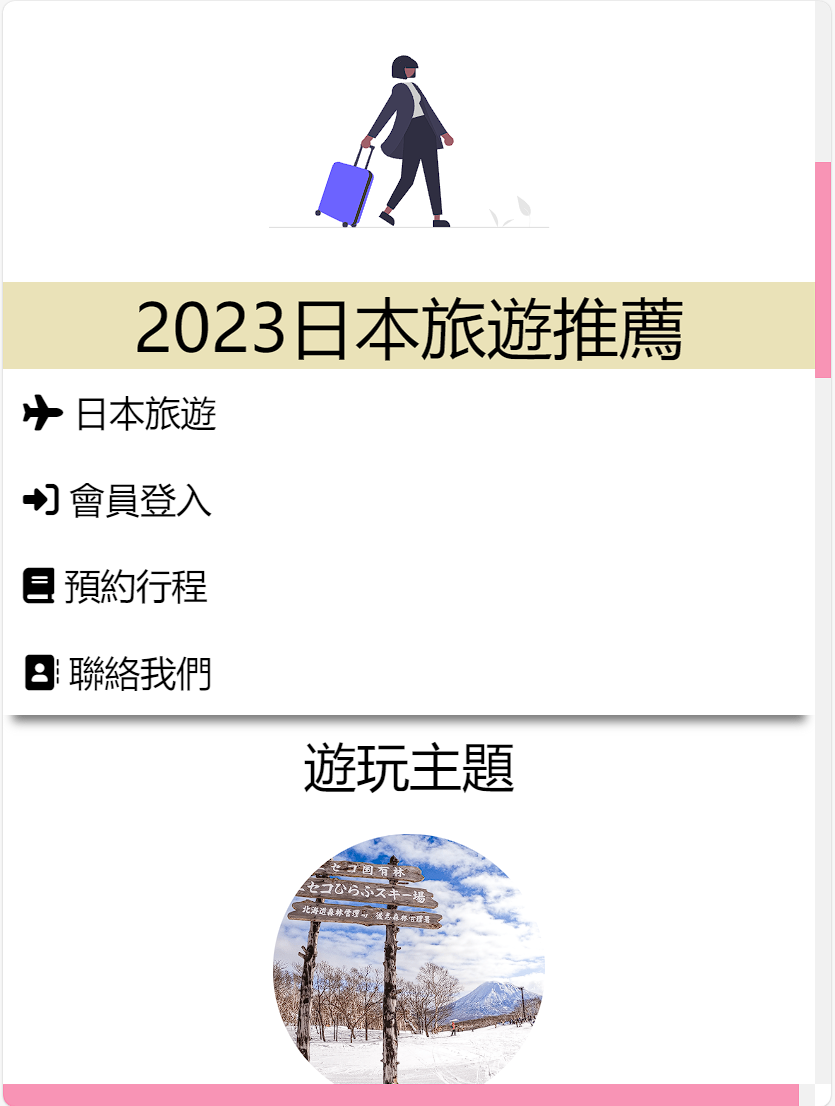 2023日本旅遊推薦
日本旅遊
會員登入
預約行程
聯絡我們
遊玩主題
セコ国有林
セコひらふスキー場
北海道森林管理局 後志森林管理署